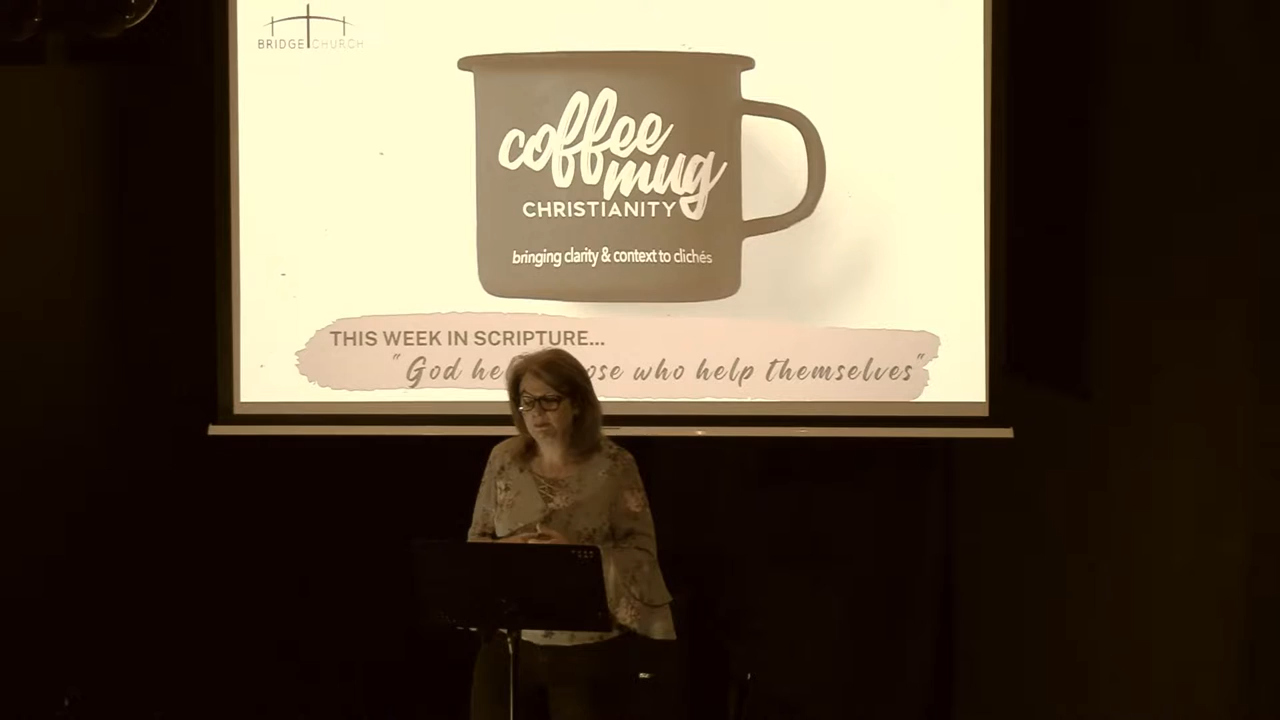 BRIDGE CHURCH
coffee
mug
CHRISTIANITY
bringing clarity & context to clichés
THIS WEEK IN SCRIPTURE...
"God who help themselves"